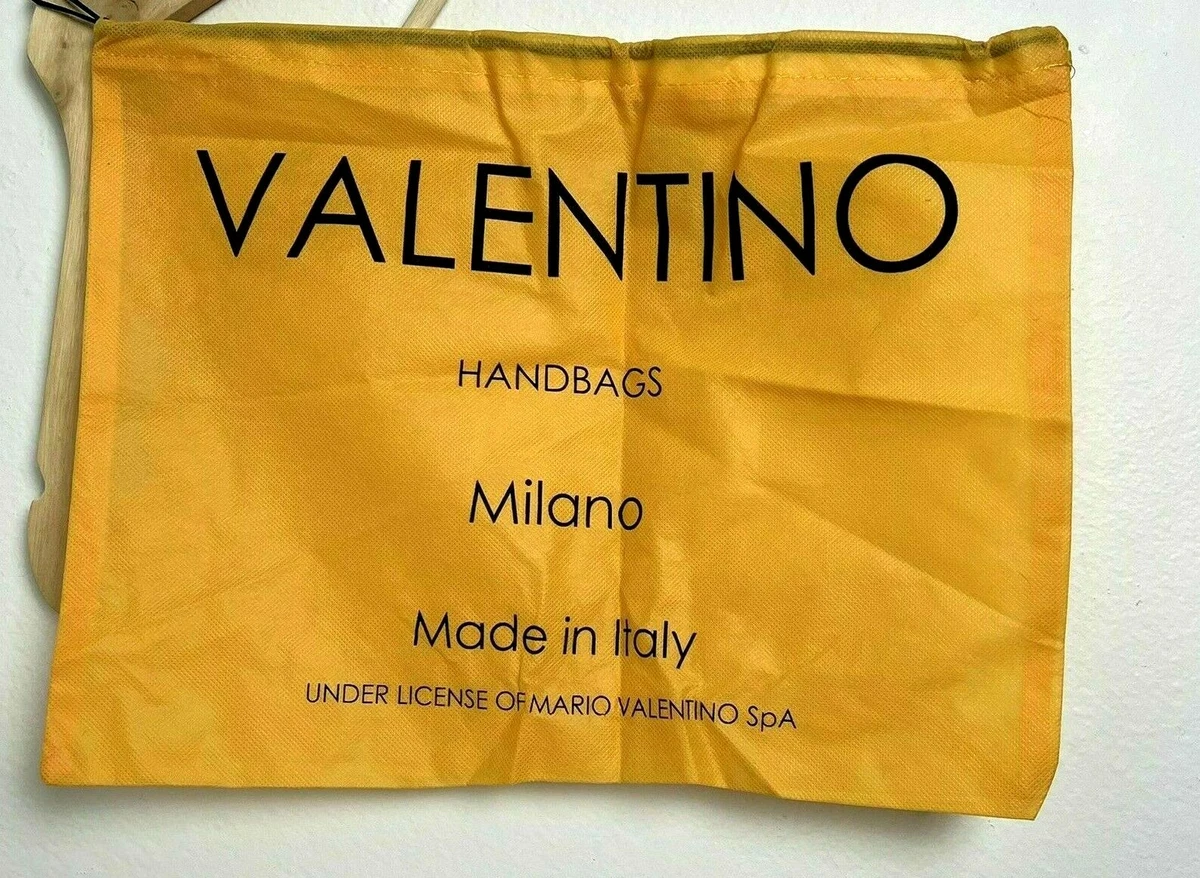 VALENTINO
HANDBAGS
Milano
Made in Italy
UNDER LICENSE OF MARIO VALENTINO SpA